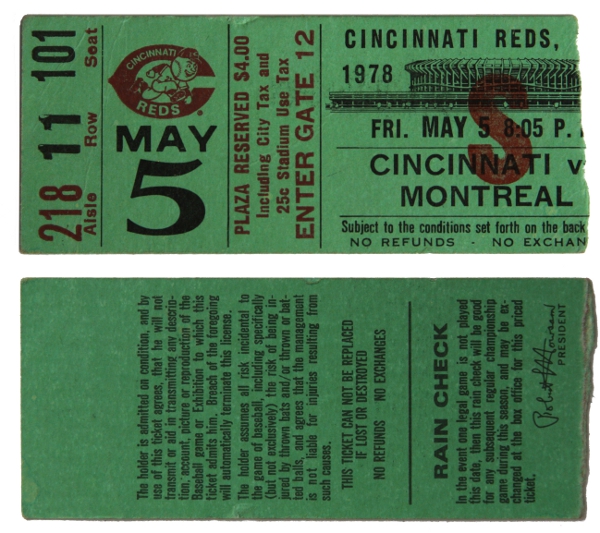 101
Seat
11
Row
218
Aisle
CINCINNATI
REDS
®
MAY
5
PLAZA RESERVED $4.00
Including City Tax and
25c Stadium Use Tax
ENTER GATE 12
CINCINNATI REDS,
1978
FRI. MAY 5 8:05 P.
S
CINCINNATI v
MONTREAL
Subject to the conditions set forth on the back
NO REFUNDS - NO EXCHAN
The holder is admitted on condition, and by
use of this ticket agrees, that he will not
transmit or aid in transmitting any descrip-
tion, account, picture or reproduction of the
Baseball game or Exhibition to which this
ticket admits him. Breach of the foregoing
will automatically terminate this license.
The holder assumes all risk incidental to
the game of baseball, including specifically
(but not exclusively) the risk of being in-
jured by thrown bats and/or thrown or bat-
ted balls, and agrees that the management
is not liable for injuries resulting from
such causes.
THIS TICKET CAN NOT BE REPLACED
IF LOST OR DESTROYED
NO REFUNDS NO EXCHANGES
RAIN CHECK
In the event one legal game is not played
this date, then this rain check will be good
for any subsequent regular championship
game during this season, and may be ex-
changed at the box office for this priced
ticket.
Robert L. Howsam
PRESIDENT